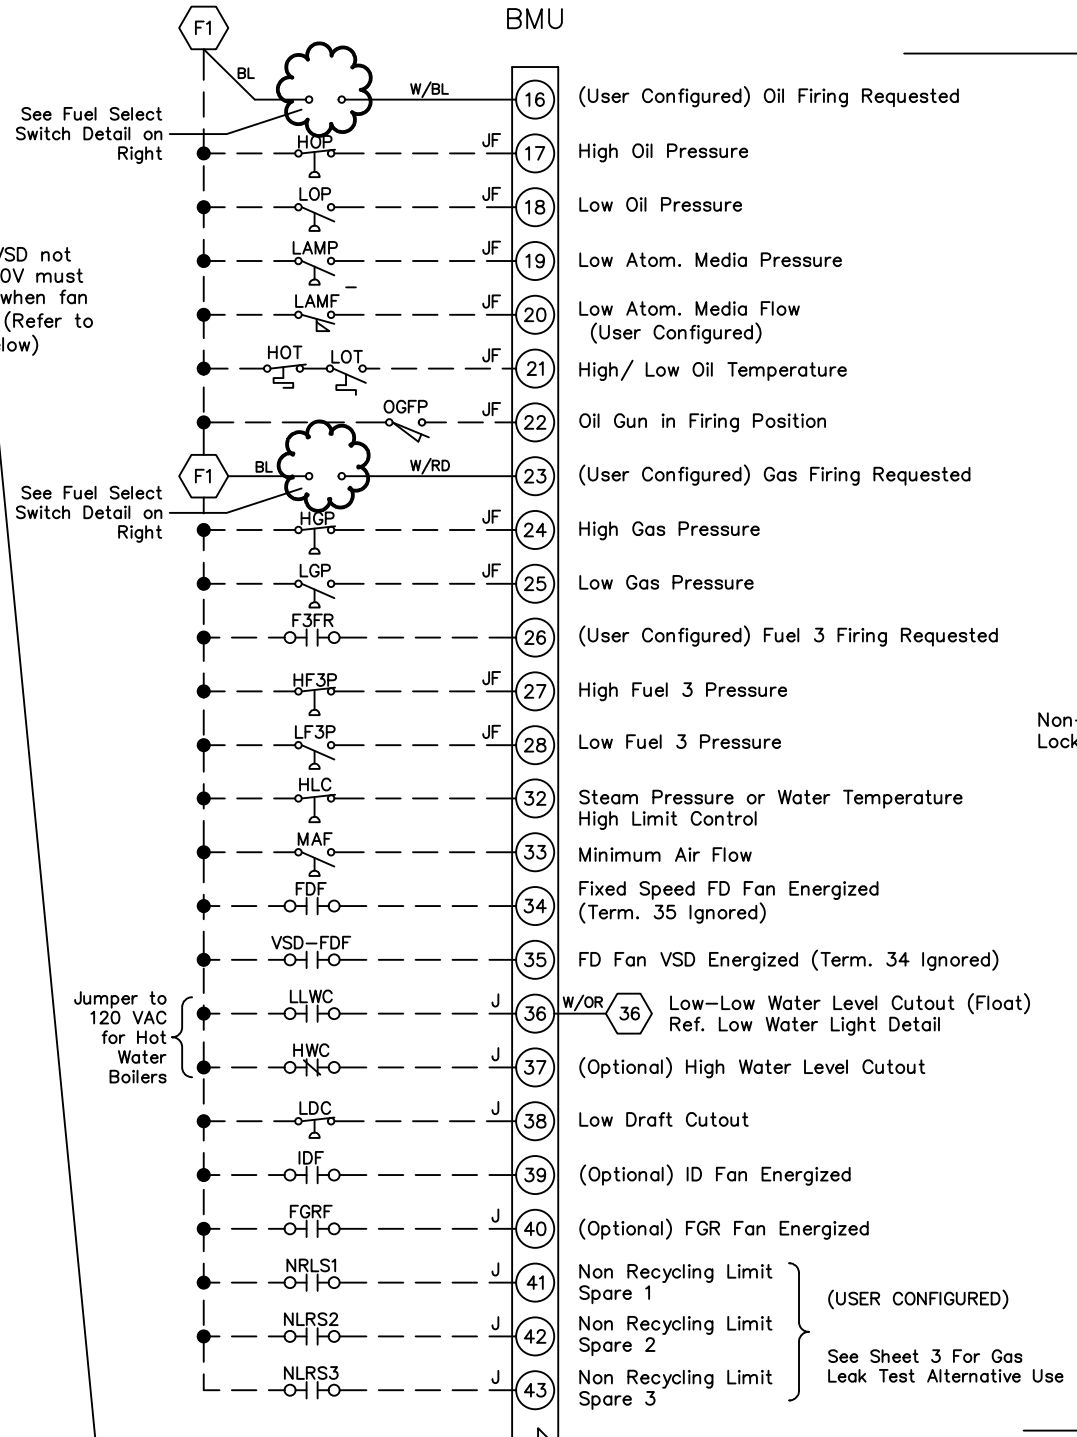 BMU
F1
BL
W/BL
16
(User Configured) Oil Firing Requested
See Fuel Select
Switch Detail on
Right
HOP
JF
17
High Oil Pressure
LOP
JF
18
Low Oil Pressure
VSD not
0V must
when fan
(Refer to
low)
LAMP
JF
19
Low Atom. Media Pressure
LAMF
JF
20
Low Atom. Media Flow
(User Configured)
HOT
LOT
JF
21
High/ Low Oil Temperature
OGFP
JF
22
Oil Gun in Firing Position
F1
BL
W/RD
23
(User Configured) Gas Firing Requested
See Fuel Select
Switch Detail on
Right
HGP
JF
24
High Gas Pressure
LGP
JF
25
Low Gas Pressure
F3FR
26
(User Configured) Fuel 3 Firing Requested
HF3P
JF
27
High Fuel 3 Pressure
LF3P
JF
28
Low Fuel 3 Pressure
Non-
Lock
HLC
32
Steam Pressure or Water Temperature
High Limit Control
MAF
33
Minimum Air Flow
FDF
34
Fixed Speed FD Fan Energized
(Term. 35 Ignored)
VSD-FDF
35
FD Fan VSD Energized (Term. 34 Ignored)
Jumper to
120 VAC
for Hot
Water
Boilers
LLWC
J
36
W/OR
36
Low-Low Water Level Cutout (Float)
Ref. Low Water Light Detail
HWC
J
37
(Optional) High Water Level Cutout
LDC
J
38
Low Draft Cutout
IDF
39
(Optional) ID Fan Energized
FGRF
J
40
(Optional) FGR Fan Energized
NRLS1
J
41
Non Recycling Limit
Spare 1
NLRS2
J
42
Non Recycling Limit
Spare 2
NLRS3
J
43
Non Recycling Limit
Spare 3
(USER CONFIGURED)
See Sheet 3 For Gas
Leak Test Alternative Use